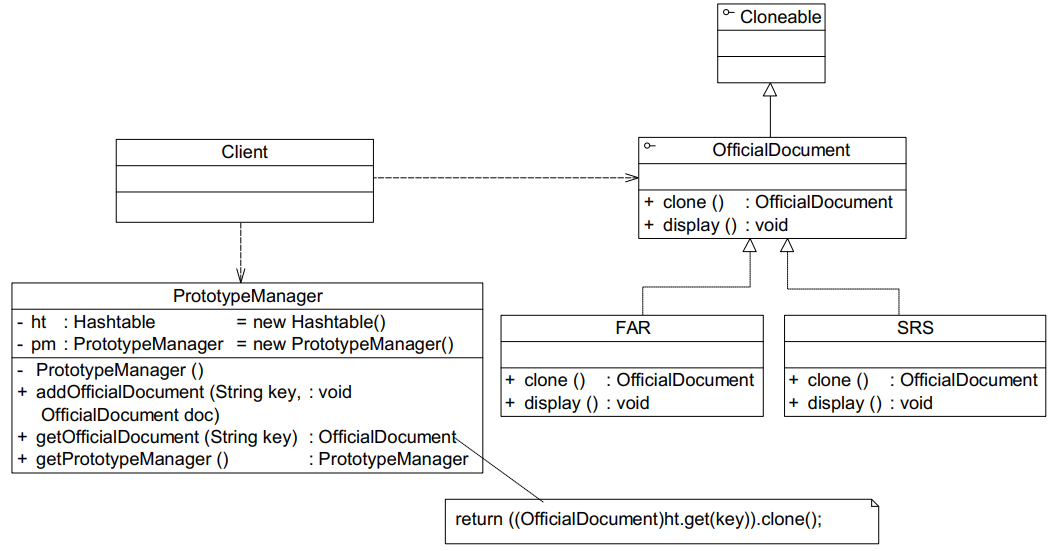 Cloneable
Client
OfficialDocument
+ clone () : OfficialDocument
+ display () : void
PrototypeManager
- ht : Hashtable = new Hashtable()
- pm : PrototypeManager = new PrototypeManager()
- PrototypeManager ()
+ addOfficialDocument (String key, : void
OfficialDocument doc)
+ getOfficialDocument (String key) : OfficialDocument
+ getPrototypeManager () : PrototypeManager
FAR
+ clone () : OfficialDocument
+ display () : void
SRS
+ clone () : OfficialDocument
+ display () : void
return ((OfficialDocument)ht.get(key)).clone();